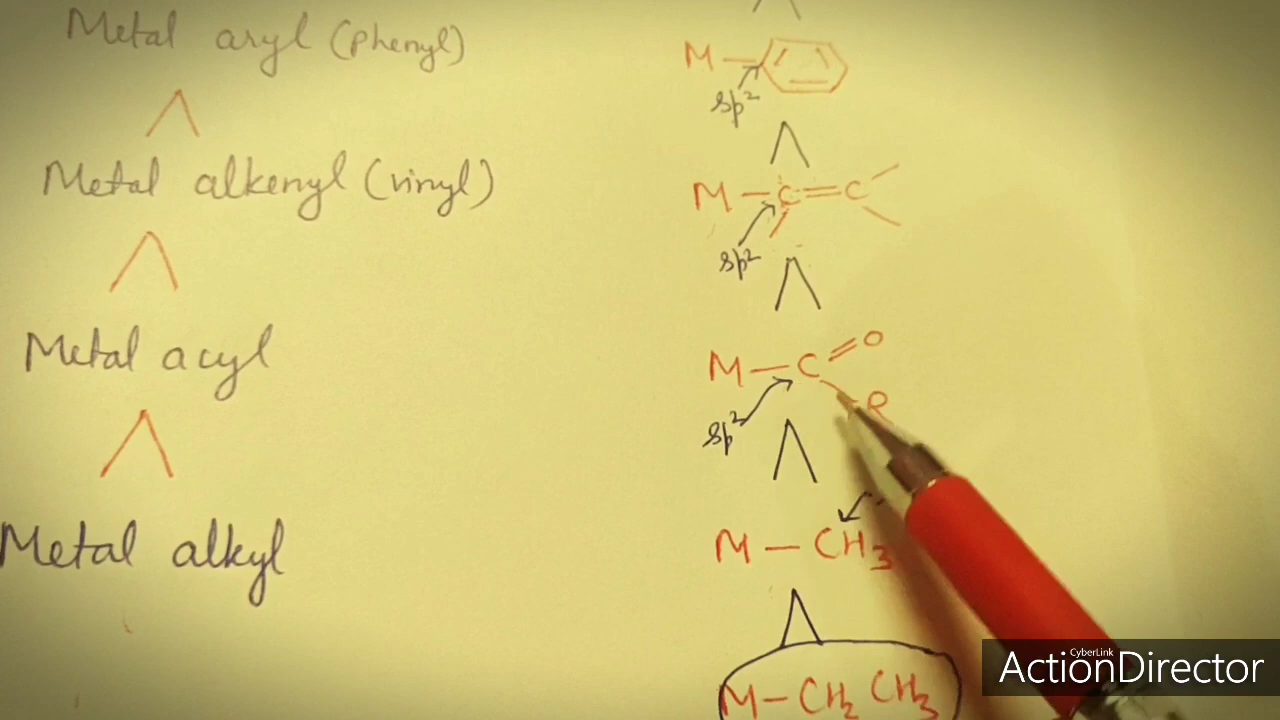 Metal aryl (phenyl)
M
sp²
Metal alkenyl (vinyl)
M — C = C
sp²
Metal acyl
M — C = O
R
sp²
Metal alkyl
M — CH₃
M — CH₂ CH₃
CyberLink
ActionDirector